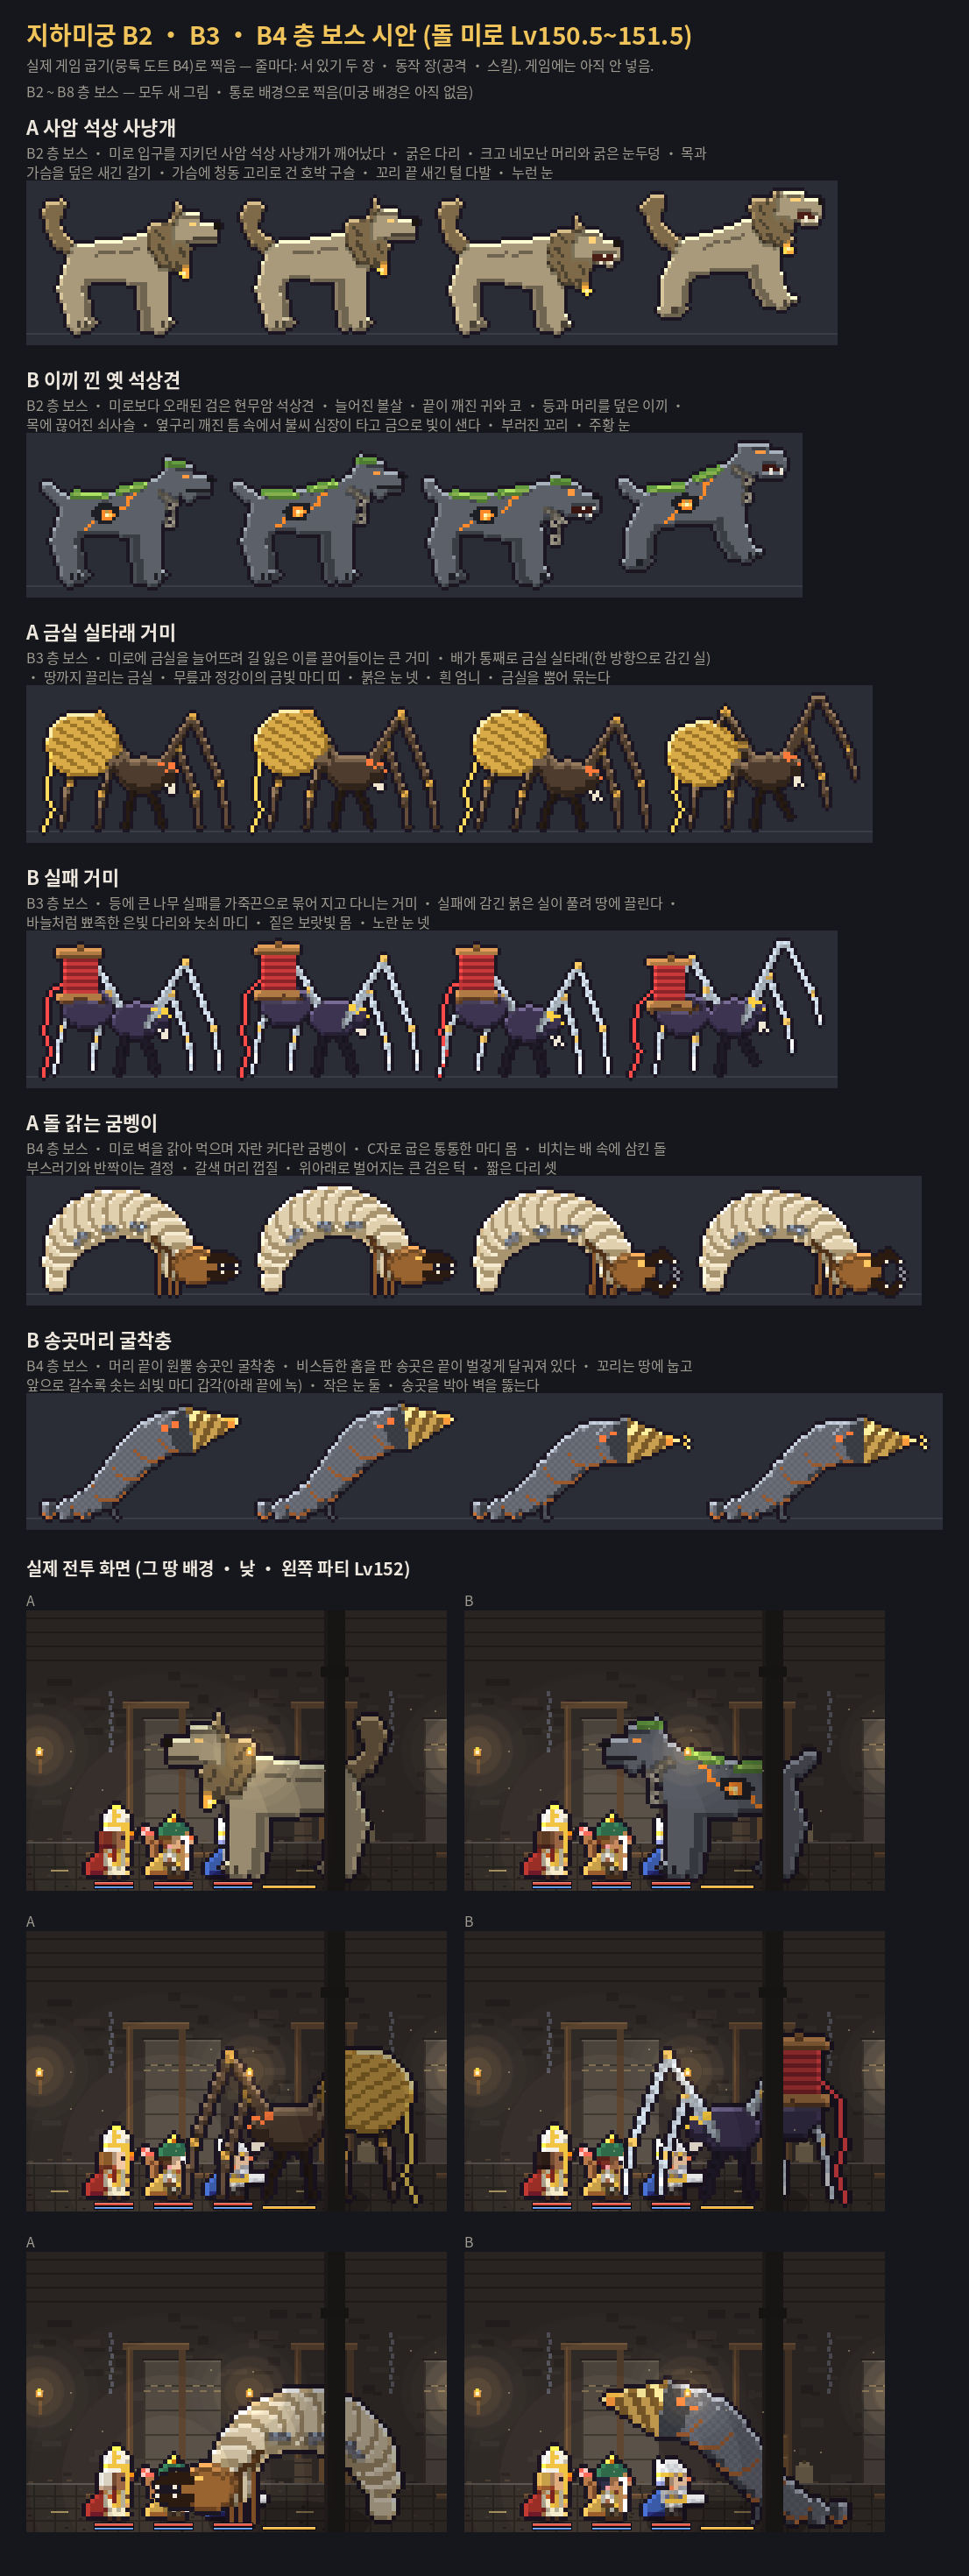 지하미궁 B2 · B3 · B4 층 보스 시안 (돌 미로 Lv150.5~151.5)
실제 게임 굽기(뭉툭 도트 B4)로 찍음 — 줄마다: 서 있기 두 장 · 동작 장(공격 · 스킬). 게임에는 아직 안 넣음.
B2 ~ B8 층 보스 — 모두 새 그림 · 통로 배경으로 찍음(미궁 배경은 아직 없음)
A 사암 석상 사냥개
B2 층 보스 · 미로 입구를 지키던 사암 석상 사냥개가 깨어났다 · 굵은 다리 · 크고 네모난 머리와 굵은 눈두덩 · 목과
가슴을 덮은 새긴 갈기 · 가슴에 청동 고리로 건 호박 구슬 · 꼬리 끝 새긴 털 다발 · 누런 눈
B 이끼 낀 옛 석상견
B2 층 보스 · 미로보다 오래된 검은 현무암 석상견 · 늘어진 볼살 · 끝이 깨진 귀와 코 · 등과 머리를 덮은 이끼 ·
목에 끊어진 쇠사슬 · 옆구리 깨진 틈 속에서 불씨 심장이 타고 금으로 빛이 샌다 · 부러진 꼬리 · 주황 눈
A 금실 실타래 거미
B3 층 보스 · 미로에 금실을 늘어뜨려 길 잃은 이를 끌어들이는 큰 거미 · 배가 통째로 금실 실타래(한 방향으로 감긴 실)
· 땅까지 끌리는 금실 · 무릎과 정강이의 금빛 마디 띠 · 붉은 눈 넷 · 흰 엄니 · 금실을 뿜어 묶는다
B 실패 거미
B3 층 보스 · 등에 큰 나무 실패를 가죽끈으로 묶어 지고 다니는 거미 · 실패에 감긴 붉은 실이 풀려 땅에 끌린다 ·
바늘처럼 뾰족한 은빛 다리와 놋쇠 마디 · 짙은 보랏빛 몸 · 노란 눈 넷
A 돌 갉는 굼벵이
B4 층 보스 · 미로 벽을 갉아 먹으며 자란 커다란 굼벵이 · C자로 굽은 통통한 마디 몸 · 비치는 배 속에 삼킨 돌
부스러기와 반짝이는 결정 · 갈색 머리 껍질 · 위아래로 벌어지는 큰 검은 턱 · 짧은 다리 셋
B 송곳머리 굴착충
B4 층 보스 · 머리 끝이 원뿔 송곳인 굴착충 · 비스듬한 홈을 판 송곳은 끝이 벌겋게 달궈져 있다 · 꼬리는 땅에 눕고
앞으로 갈수록 솟는 쇠빛 마디 갑각(아래 끝에 녹) · 작은 눈 둘 · 송곳을 박아 벽을 뚫는다
실제 전투 화면 (그 땅 배경 · 낮 · 왼쪽 파티 Lv152)
A
B
A
B
A
B